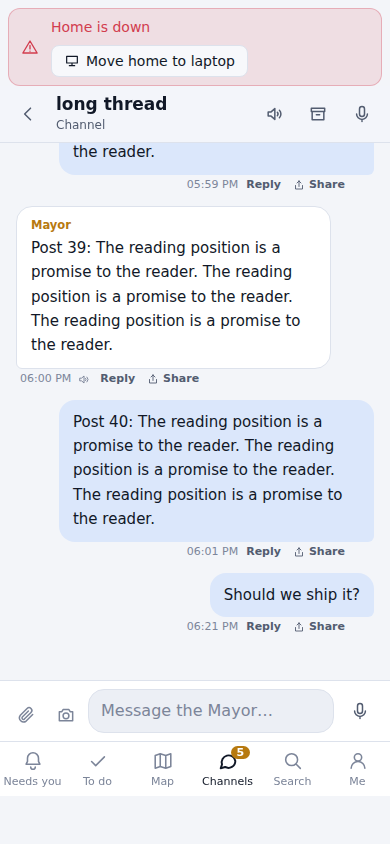 Home is down
Move home to laptop
long thread
Channel
the reader.
05:59 PM Reply Share
Mayor
Post 39: The reading position is a
promise to the reader. The reading
position is a promise to the reader.
The reading position is a promise to
the reader.
06:00 PM Reply Share
Post 40: The reading position is a
promise to the reader. The reading
position is a promise to the reader.
The reading position is a promise to
the reader.
06:01 PM Reply Share
Should we ship it?
06:21 PM Reply Share
Message the Mayor…
5
Needs you To do Map Channels Search Me